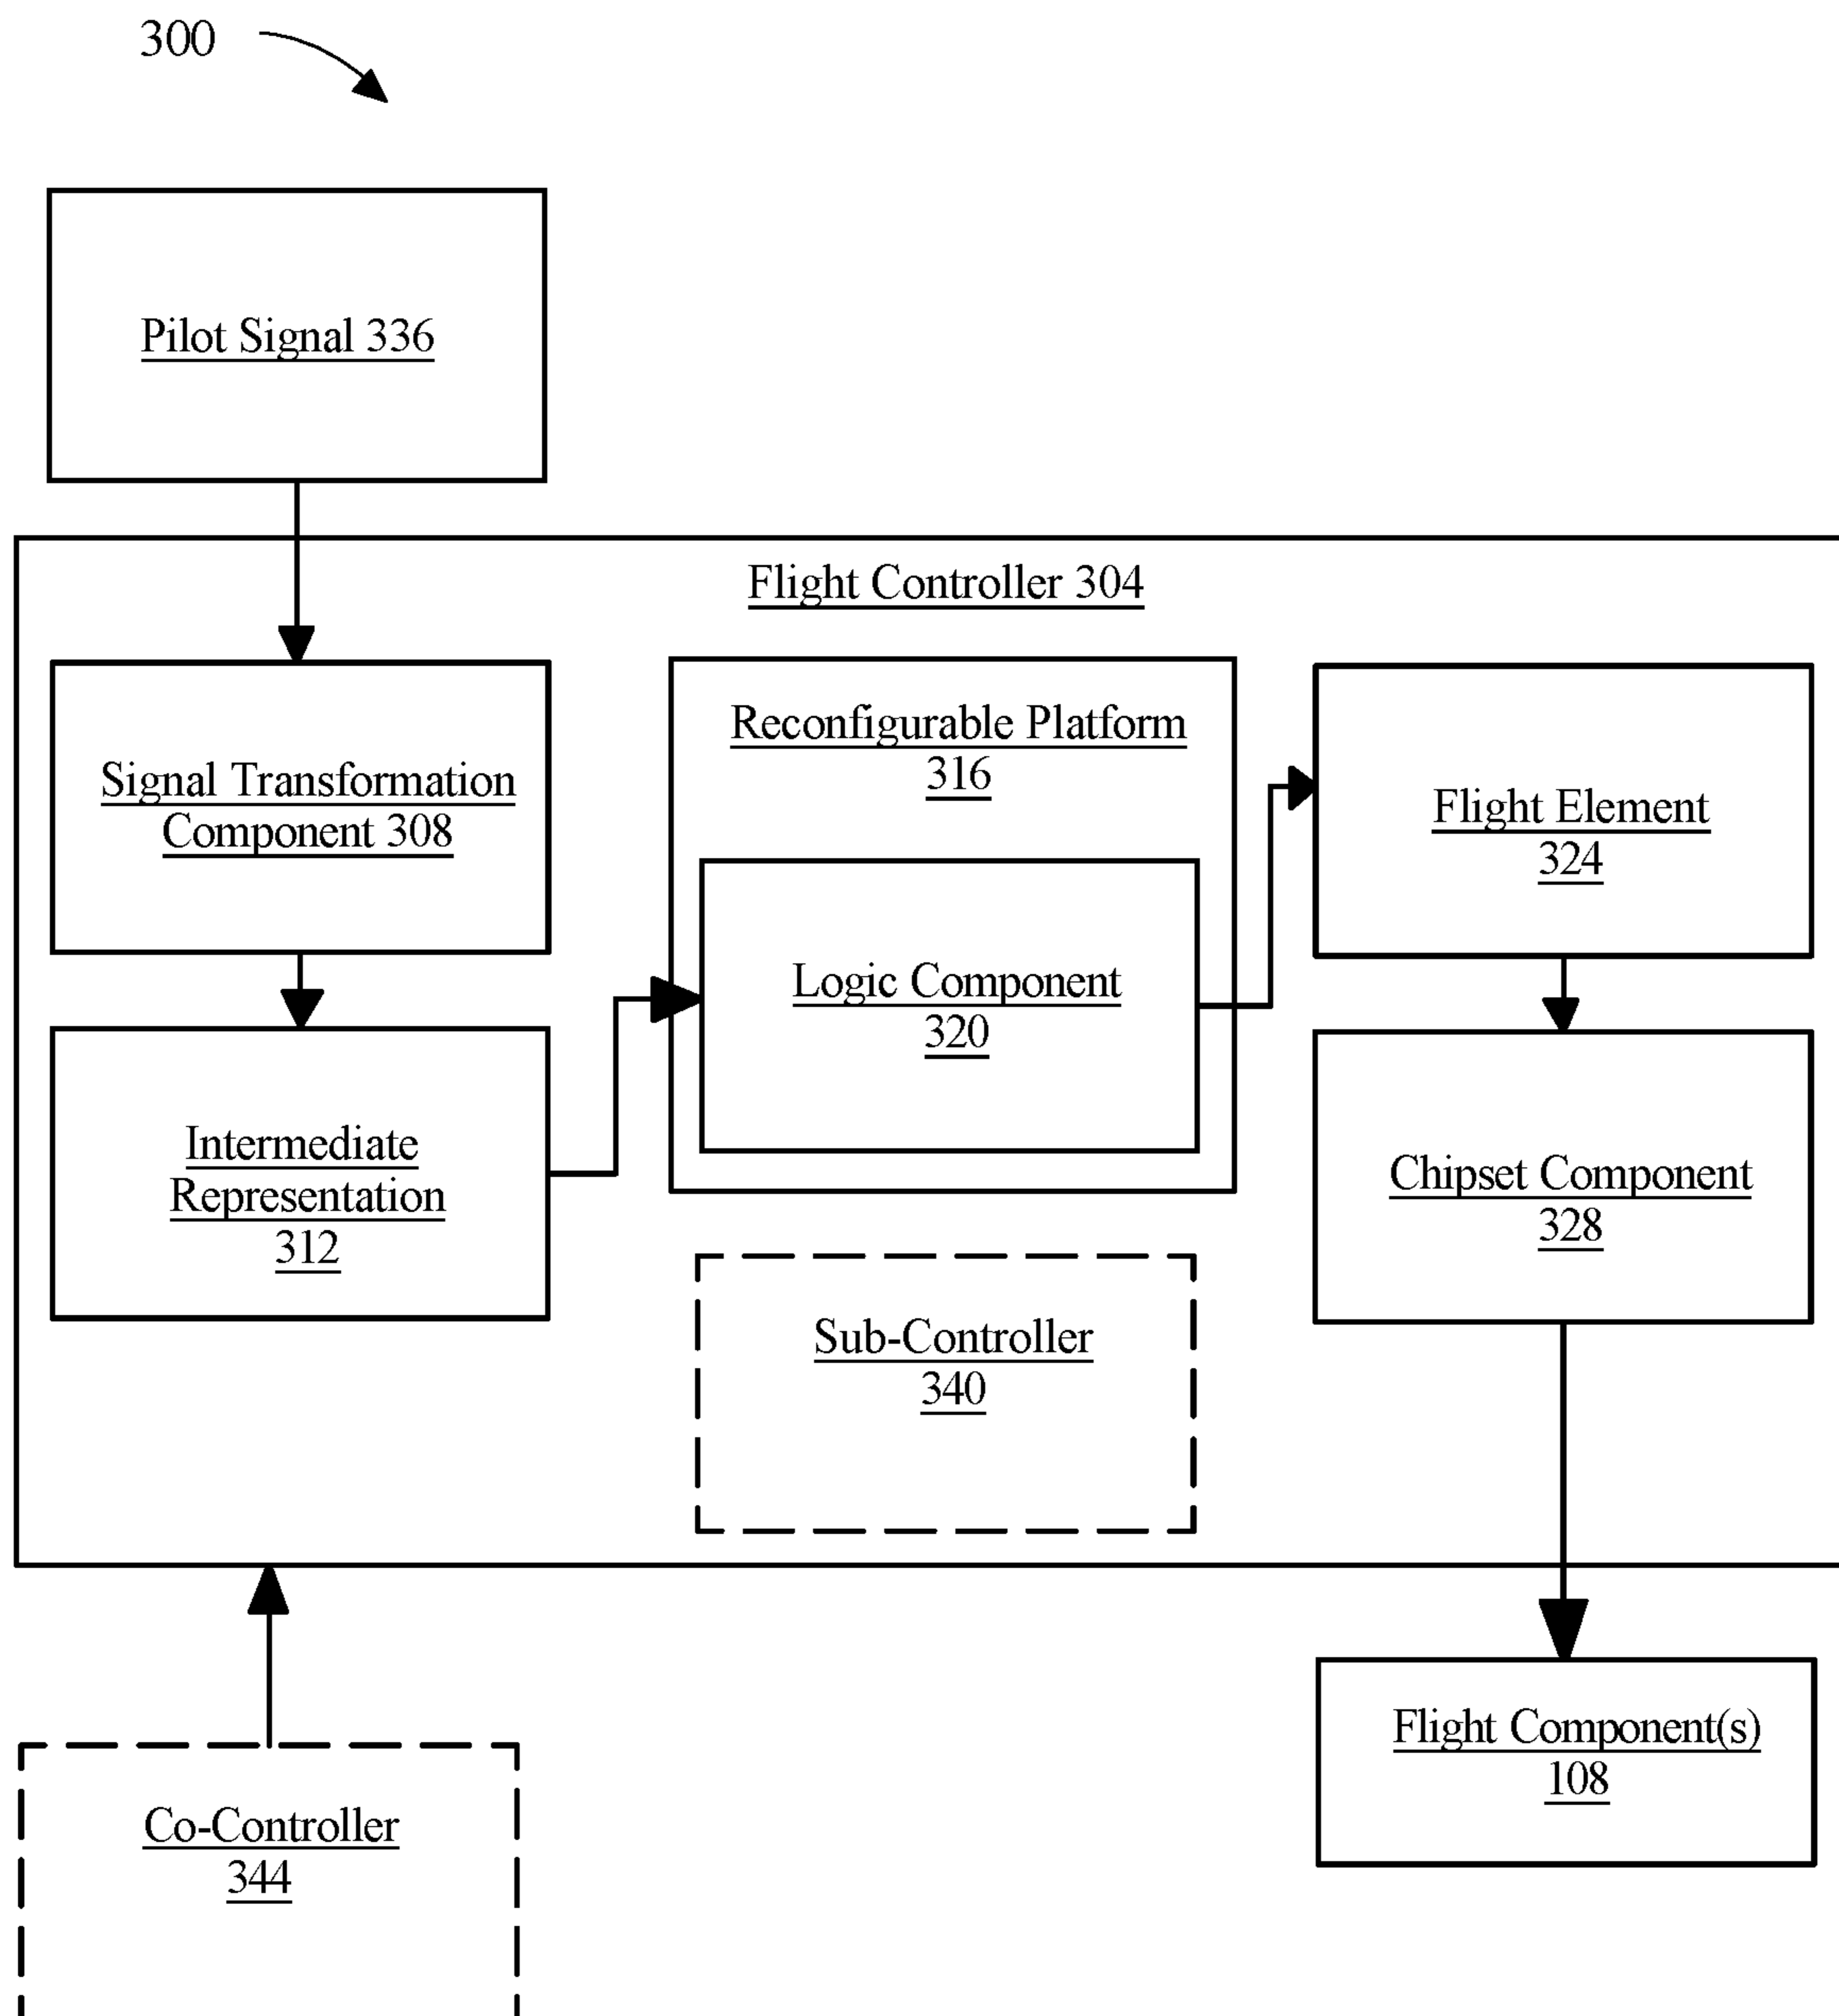 300
Pilot Signal 336
Flight Controller 304
Signal Transformation
Component 308
Intermediate
Representation
312
Reconfigurable Platform
316
Logic Component
320
Sub-Controller
340
Flight Element
324
Chipset Component
328
Flight Component(s)
108
Co-Controller
344